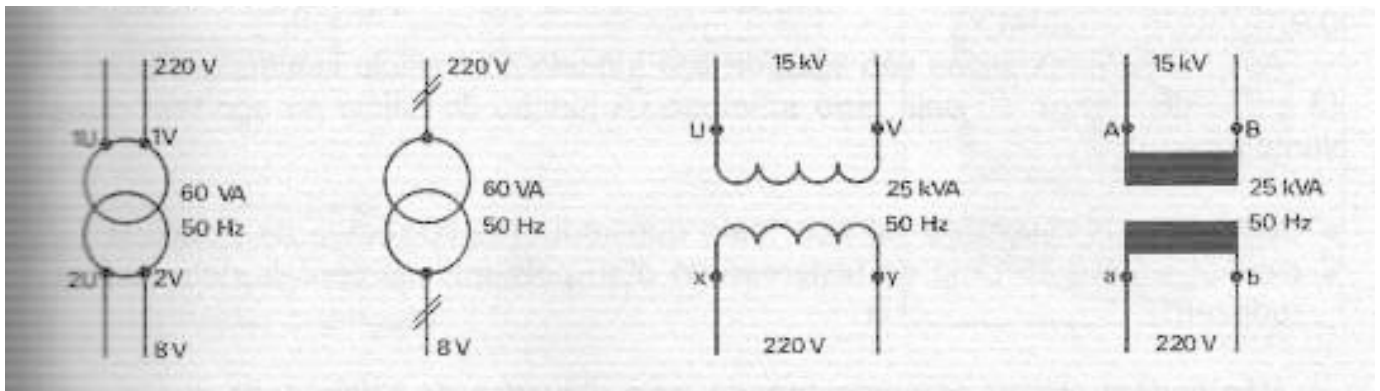 220 V
1U 1V
60 VA
50 Hz
2U 2V
8 V
220 V
60 VA
50 Hz
8 V
15 kV
U V
25 kVA
50 Hz
x y
220 V
15 kV
A B
25 kVA
50 Hz
a b
220 V